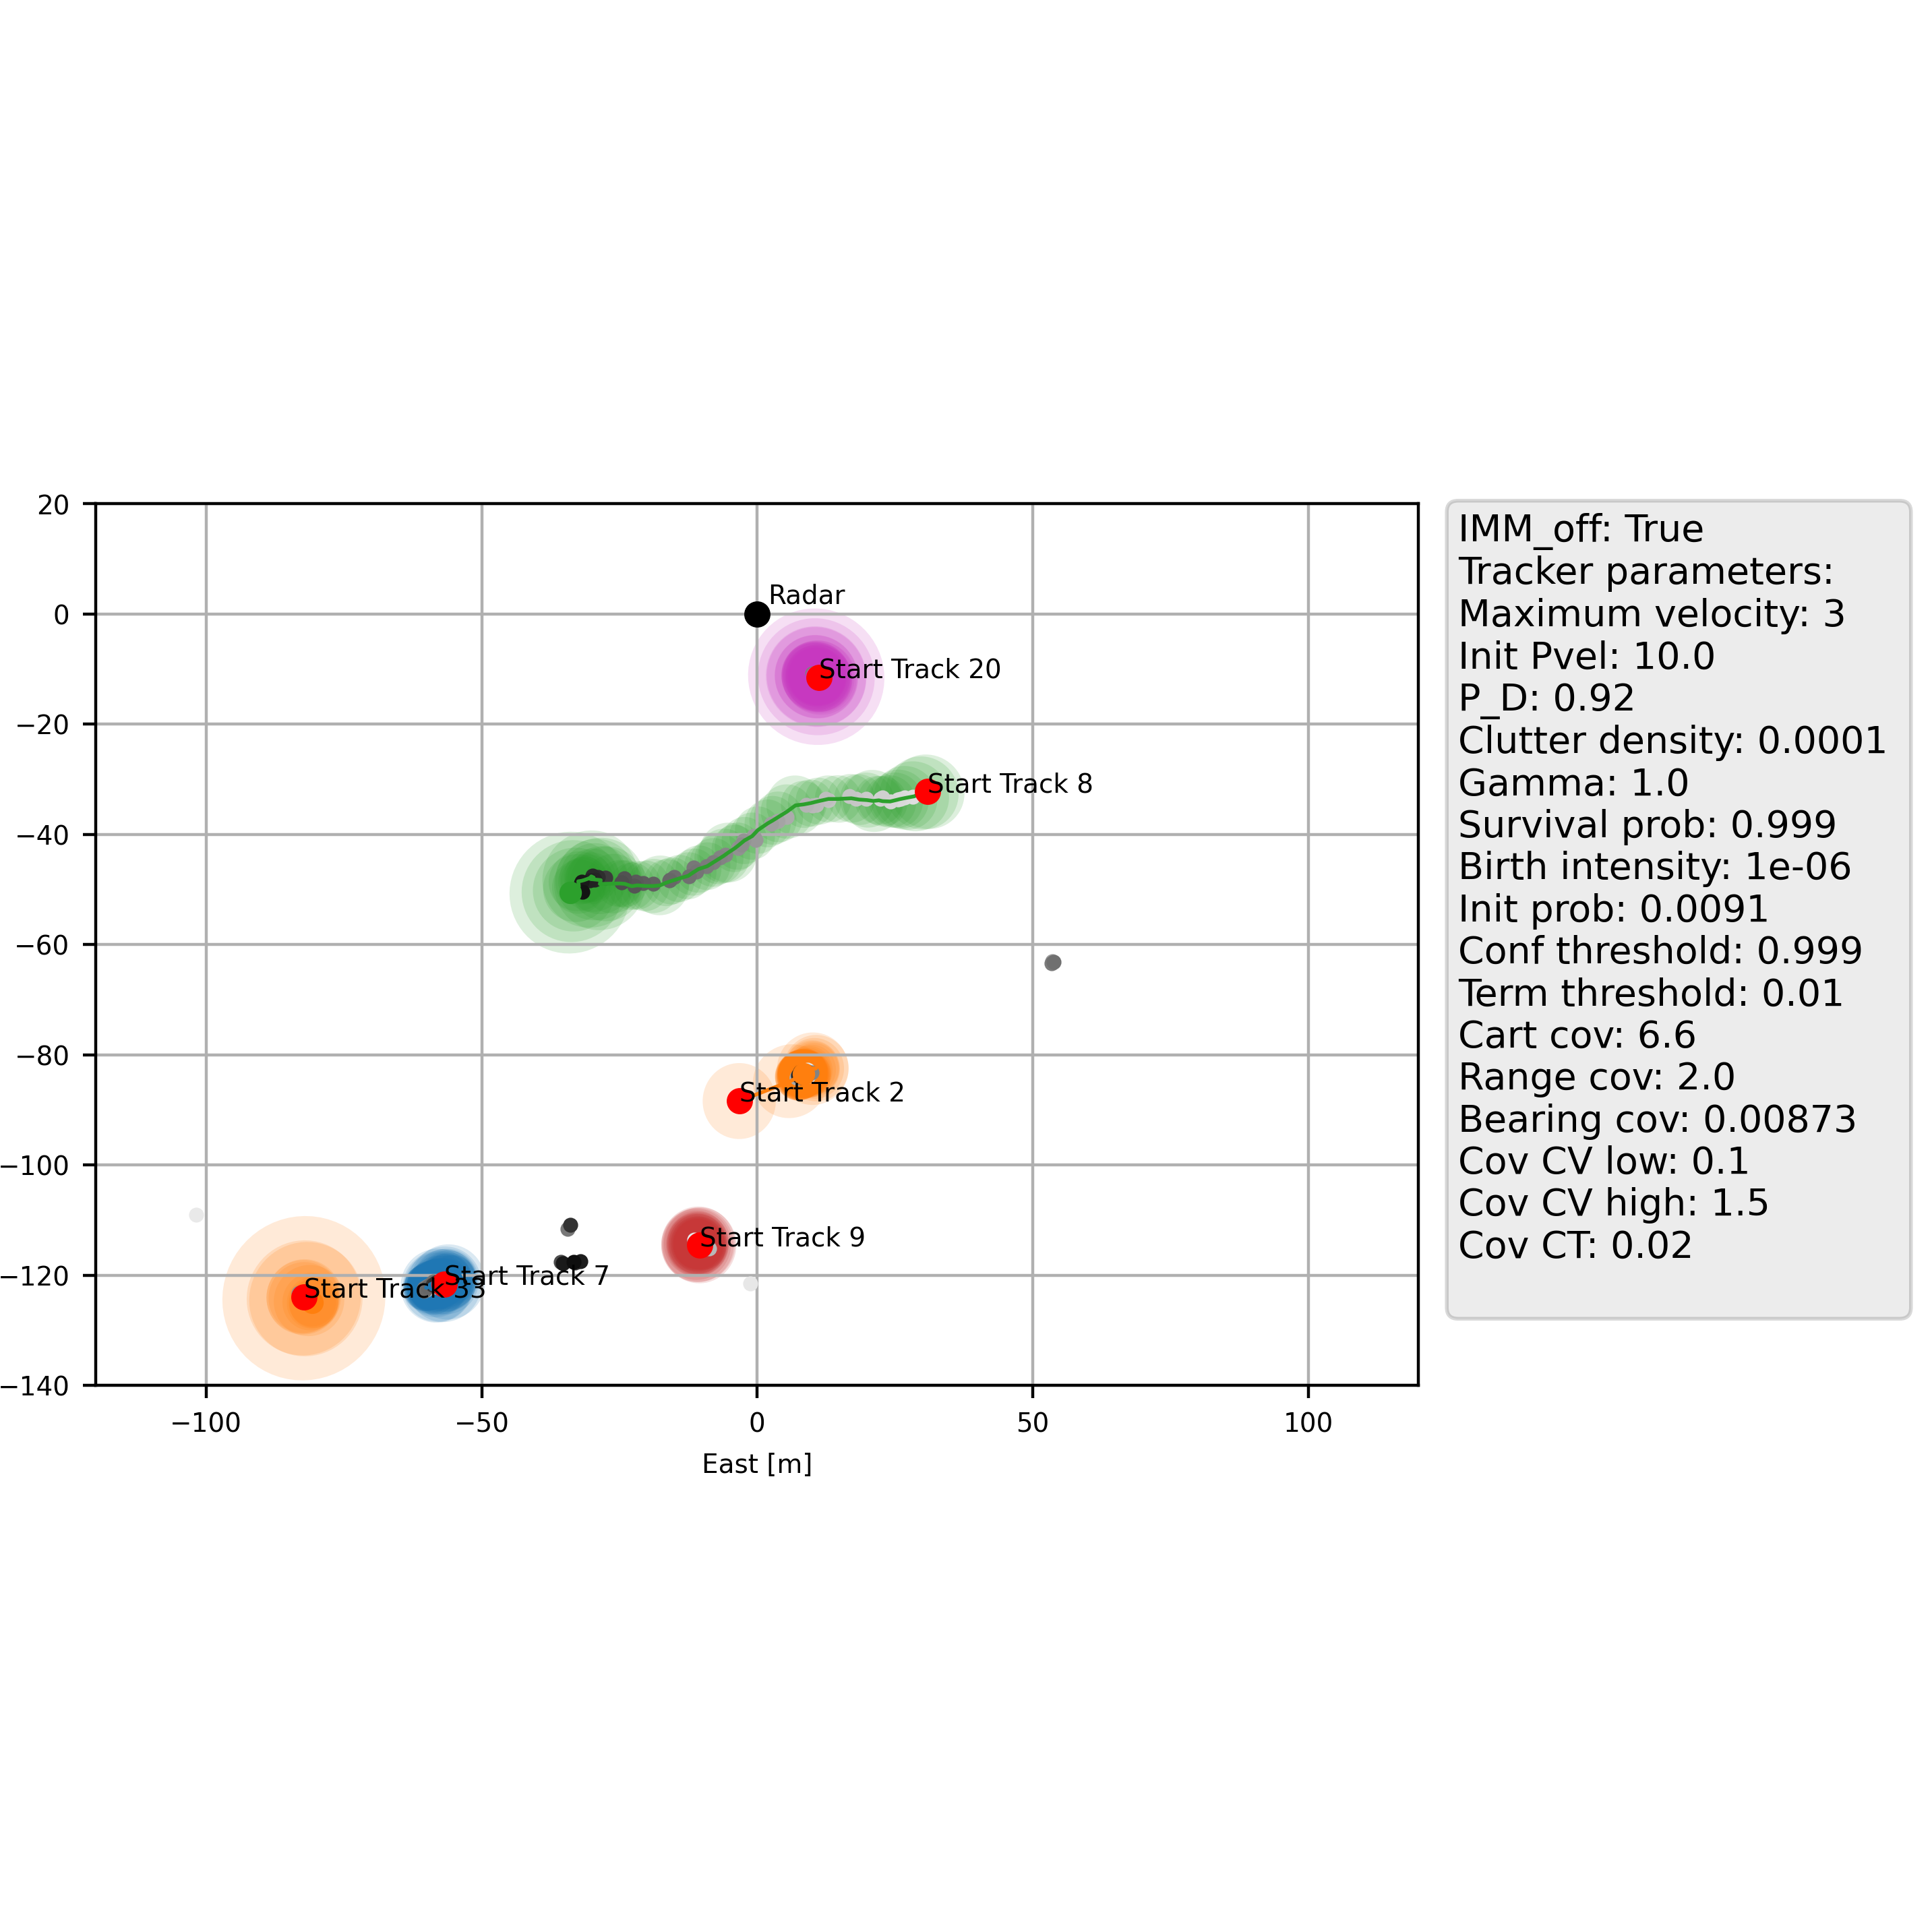 20
0
−20
−40
−60
−80
−100
−120
−140
−100
−50
0
50
100
East [m]
Radar
Start Track 20
Start Track 8
Start Track 2
Start Track 9
Start Track 7
Start Track 33
IMM_off: True
Tracker parameters:
Maximum velocity: 3
Init Pvel: 10.0
P_D: 0.92
Clutter density: 0.0001
Gamma: 1.0
Survival prob: 0.999
Birth intensity: 1e-06
Init prob: 0.0091
Conf threshold: 0.999
Term threshold: 0.01
Cart cov: 6.6
Range cov: 2.0
Bearing cov: 0.00873
Cov CV low: 0.1
Cov CV high: 1.5
Cov CT: 0.02